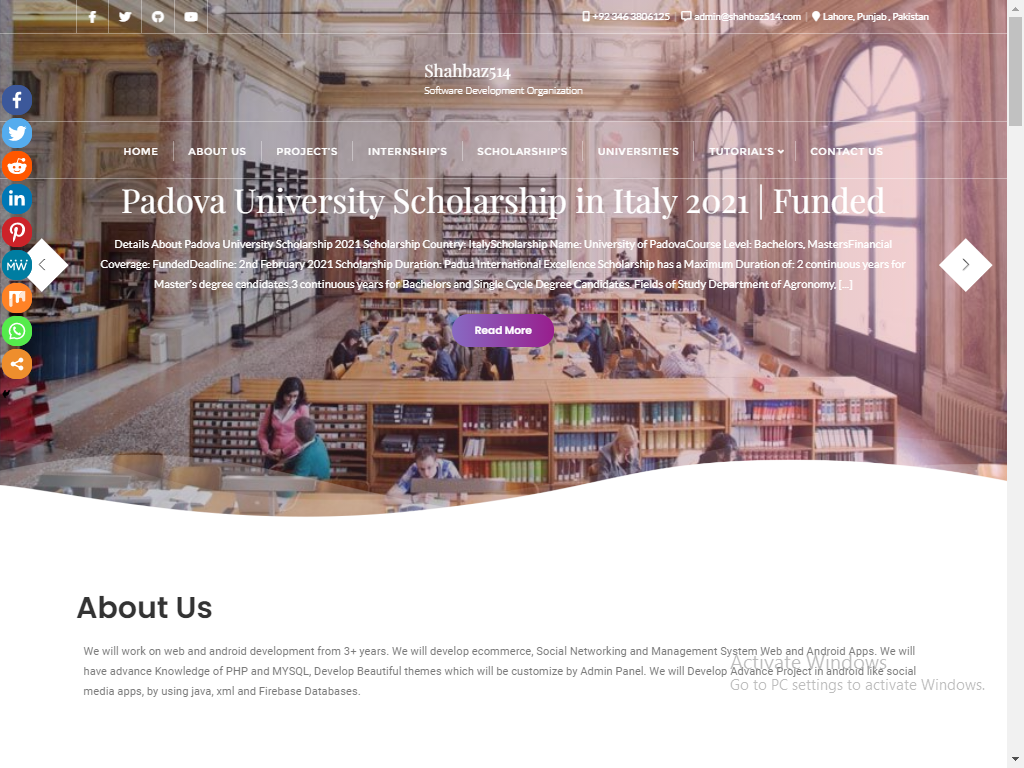 +92 346 3806125 | admin@shahbaz514.com | Lahore, Punjab , Pakistan
Shahbaz514
Software Development Organization
HOME
ABOUT US
PROJECT'S
INTERNSHIP'S
SCHOLARSHIP'S
UNIVERSITIE'S
TUTORIAL'S
CONTACT US
Padova University Scholarship in Italy 2021 | Funded
Details About Padova University Scholarship 2021 Scholarship Country: ItalyScholarship Name: University of PadovaCourse Level: Bachelors, MastersFinancial
Coverage: FundedDeadline: 2nd February 2021 Scholarship Duration: Padua International Excellence Scholarship has a Maximum Duration of: 2 continuous years for
Master's degree candidates.3 continuous years for Bachelors and Single Cycle Degree Candidates. Fields of Study Department of Agronomy, [...]
Read More
About Us
We will work on web and android development from 3+ years. We will develop ecommerce, Social Networking and Management System Web and Android Apps. We will
have advance Knowledge of PHP and MYSQL, Develop Beautiful themes which will be customize by Admin Panel. We will Develop Advance Project in android like social
media apps, by using java, xml and Firebase Databases.
Activate Windows
Go to PC settings to activate Windows.